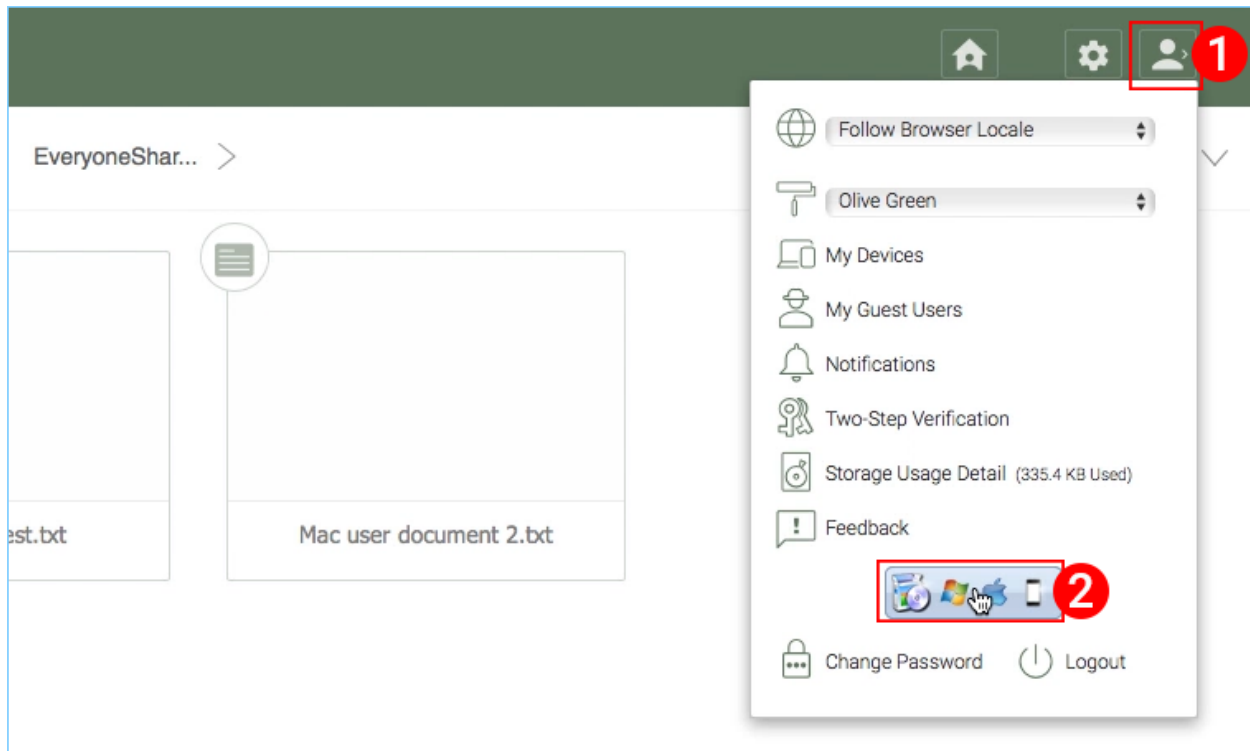 1
EveryoneShar...
Follow Browser Locale
Olive Green
My Devices
My Guest Users
Notifications
Two-Step Verification
Storage Usage Detail (335.4 KB Used)
Feedback
est.txt
Mac user document 2.txt
2
Change Password
Logout